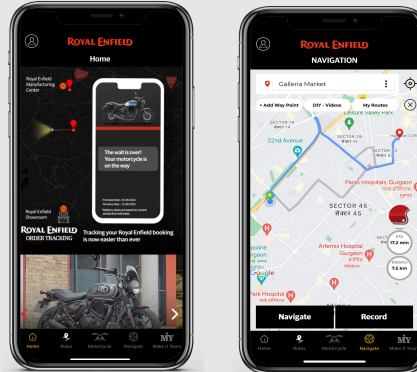 ROYAL ENFIELD
Home
Royal Enfield
Manufacturing
Center
The wait is over!
Your motorcycle is
on the way
Royal Enfield
Showroom
ROYAL ENFIELD
ORDER TRACKING
Tracking your Royal Enfield booking
is now easier than ever
Home
Rides
Motorcycle
Navigate
MY
Make It Yours
ROYAL ENFIELD
NAVIGATION
Galleria Market
+ Add Way Point
DIY - Videos
My Routes
Leisure Valley Park
32nd Avenue
SECTOR 45
सेक्टर 45
Paras Hospitals, Gurgaon
Artemis Hospital
Gurgaon
ETA
17.2 min
Distance
7.5 km
Google
Park Hospital
Navigate
Record
Home
Rides
Motorcycle
Navigate
MY
Make It Yours